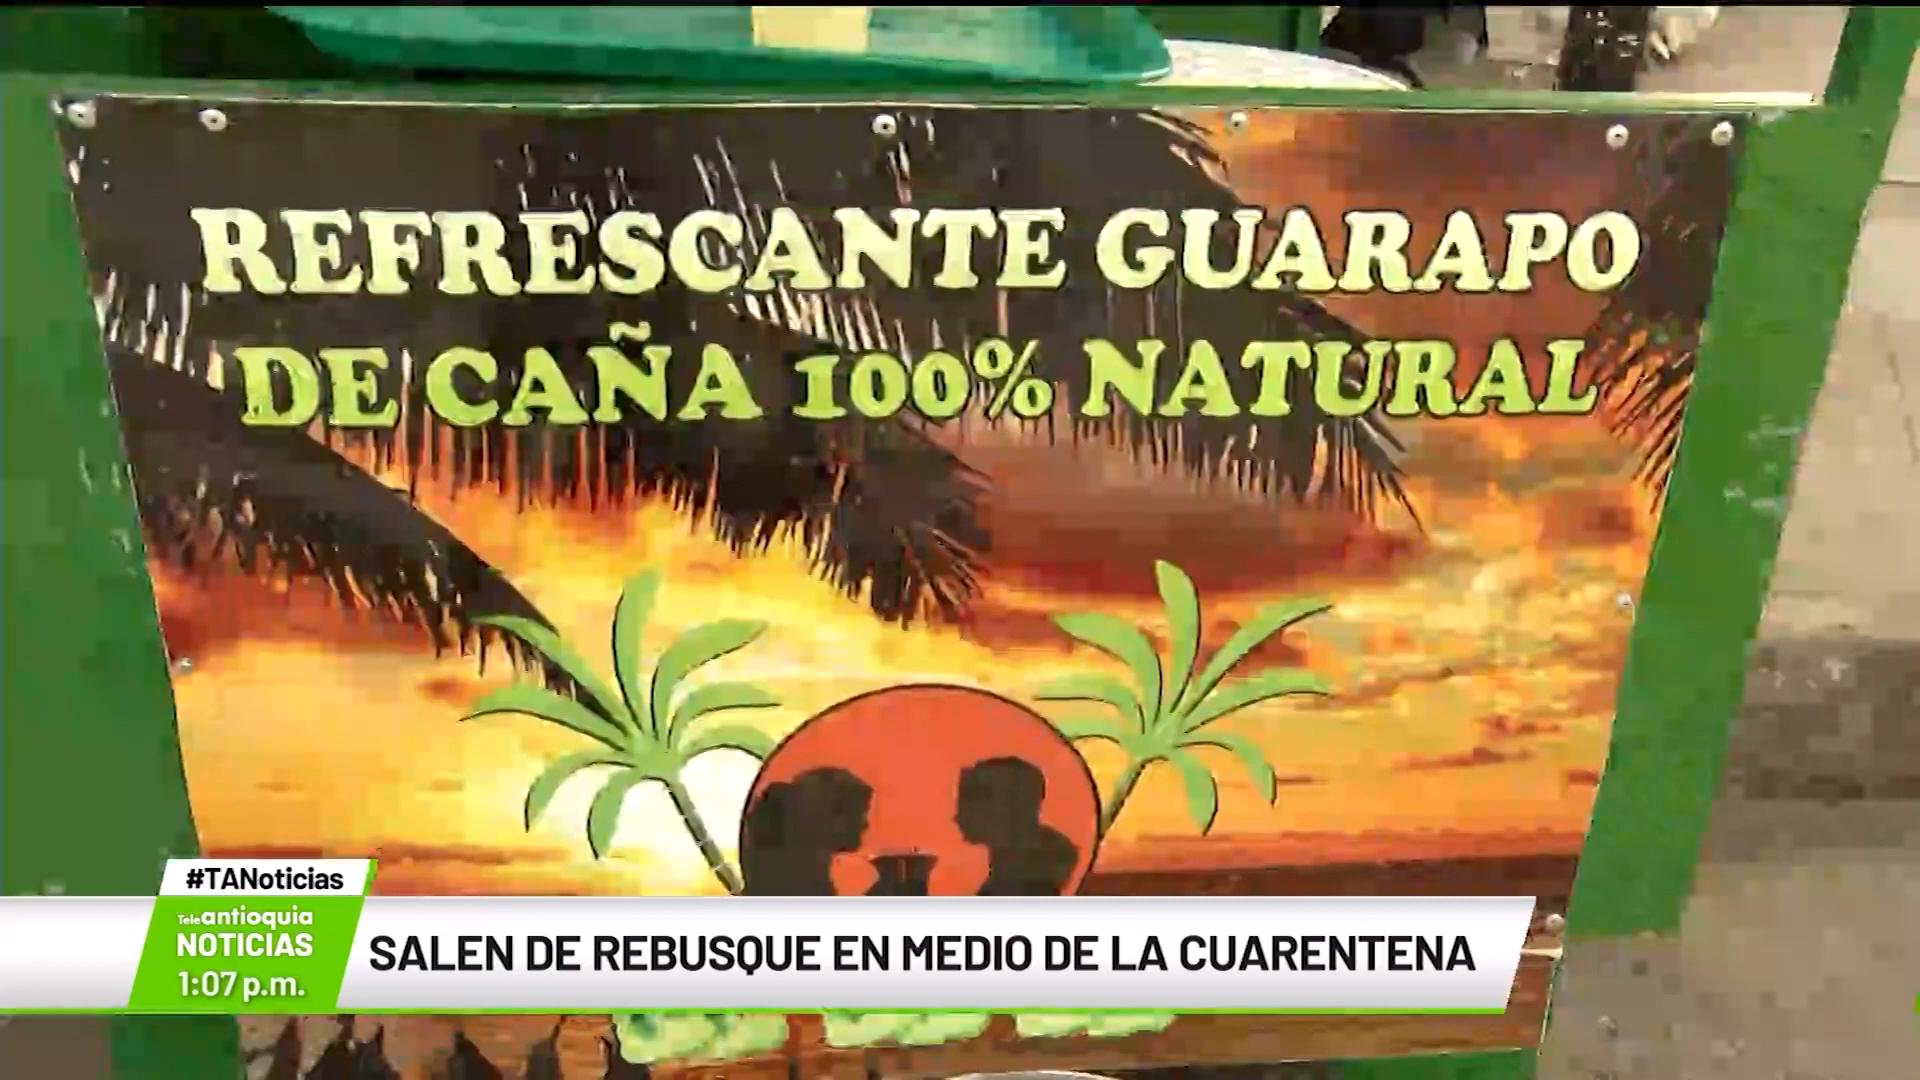 REFRESCANTE GUARAPO
DE CAÑA 100% NATURAL
#TANoticias
Teleantioquia
NOTICIAS
1:07 p.m.
SALEN DE REBUSQUE EN MEDIO DE LA CUARENTENA